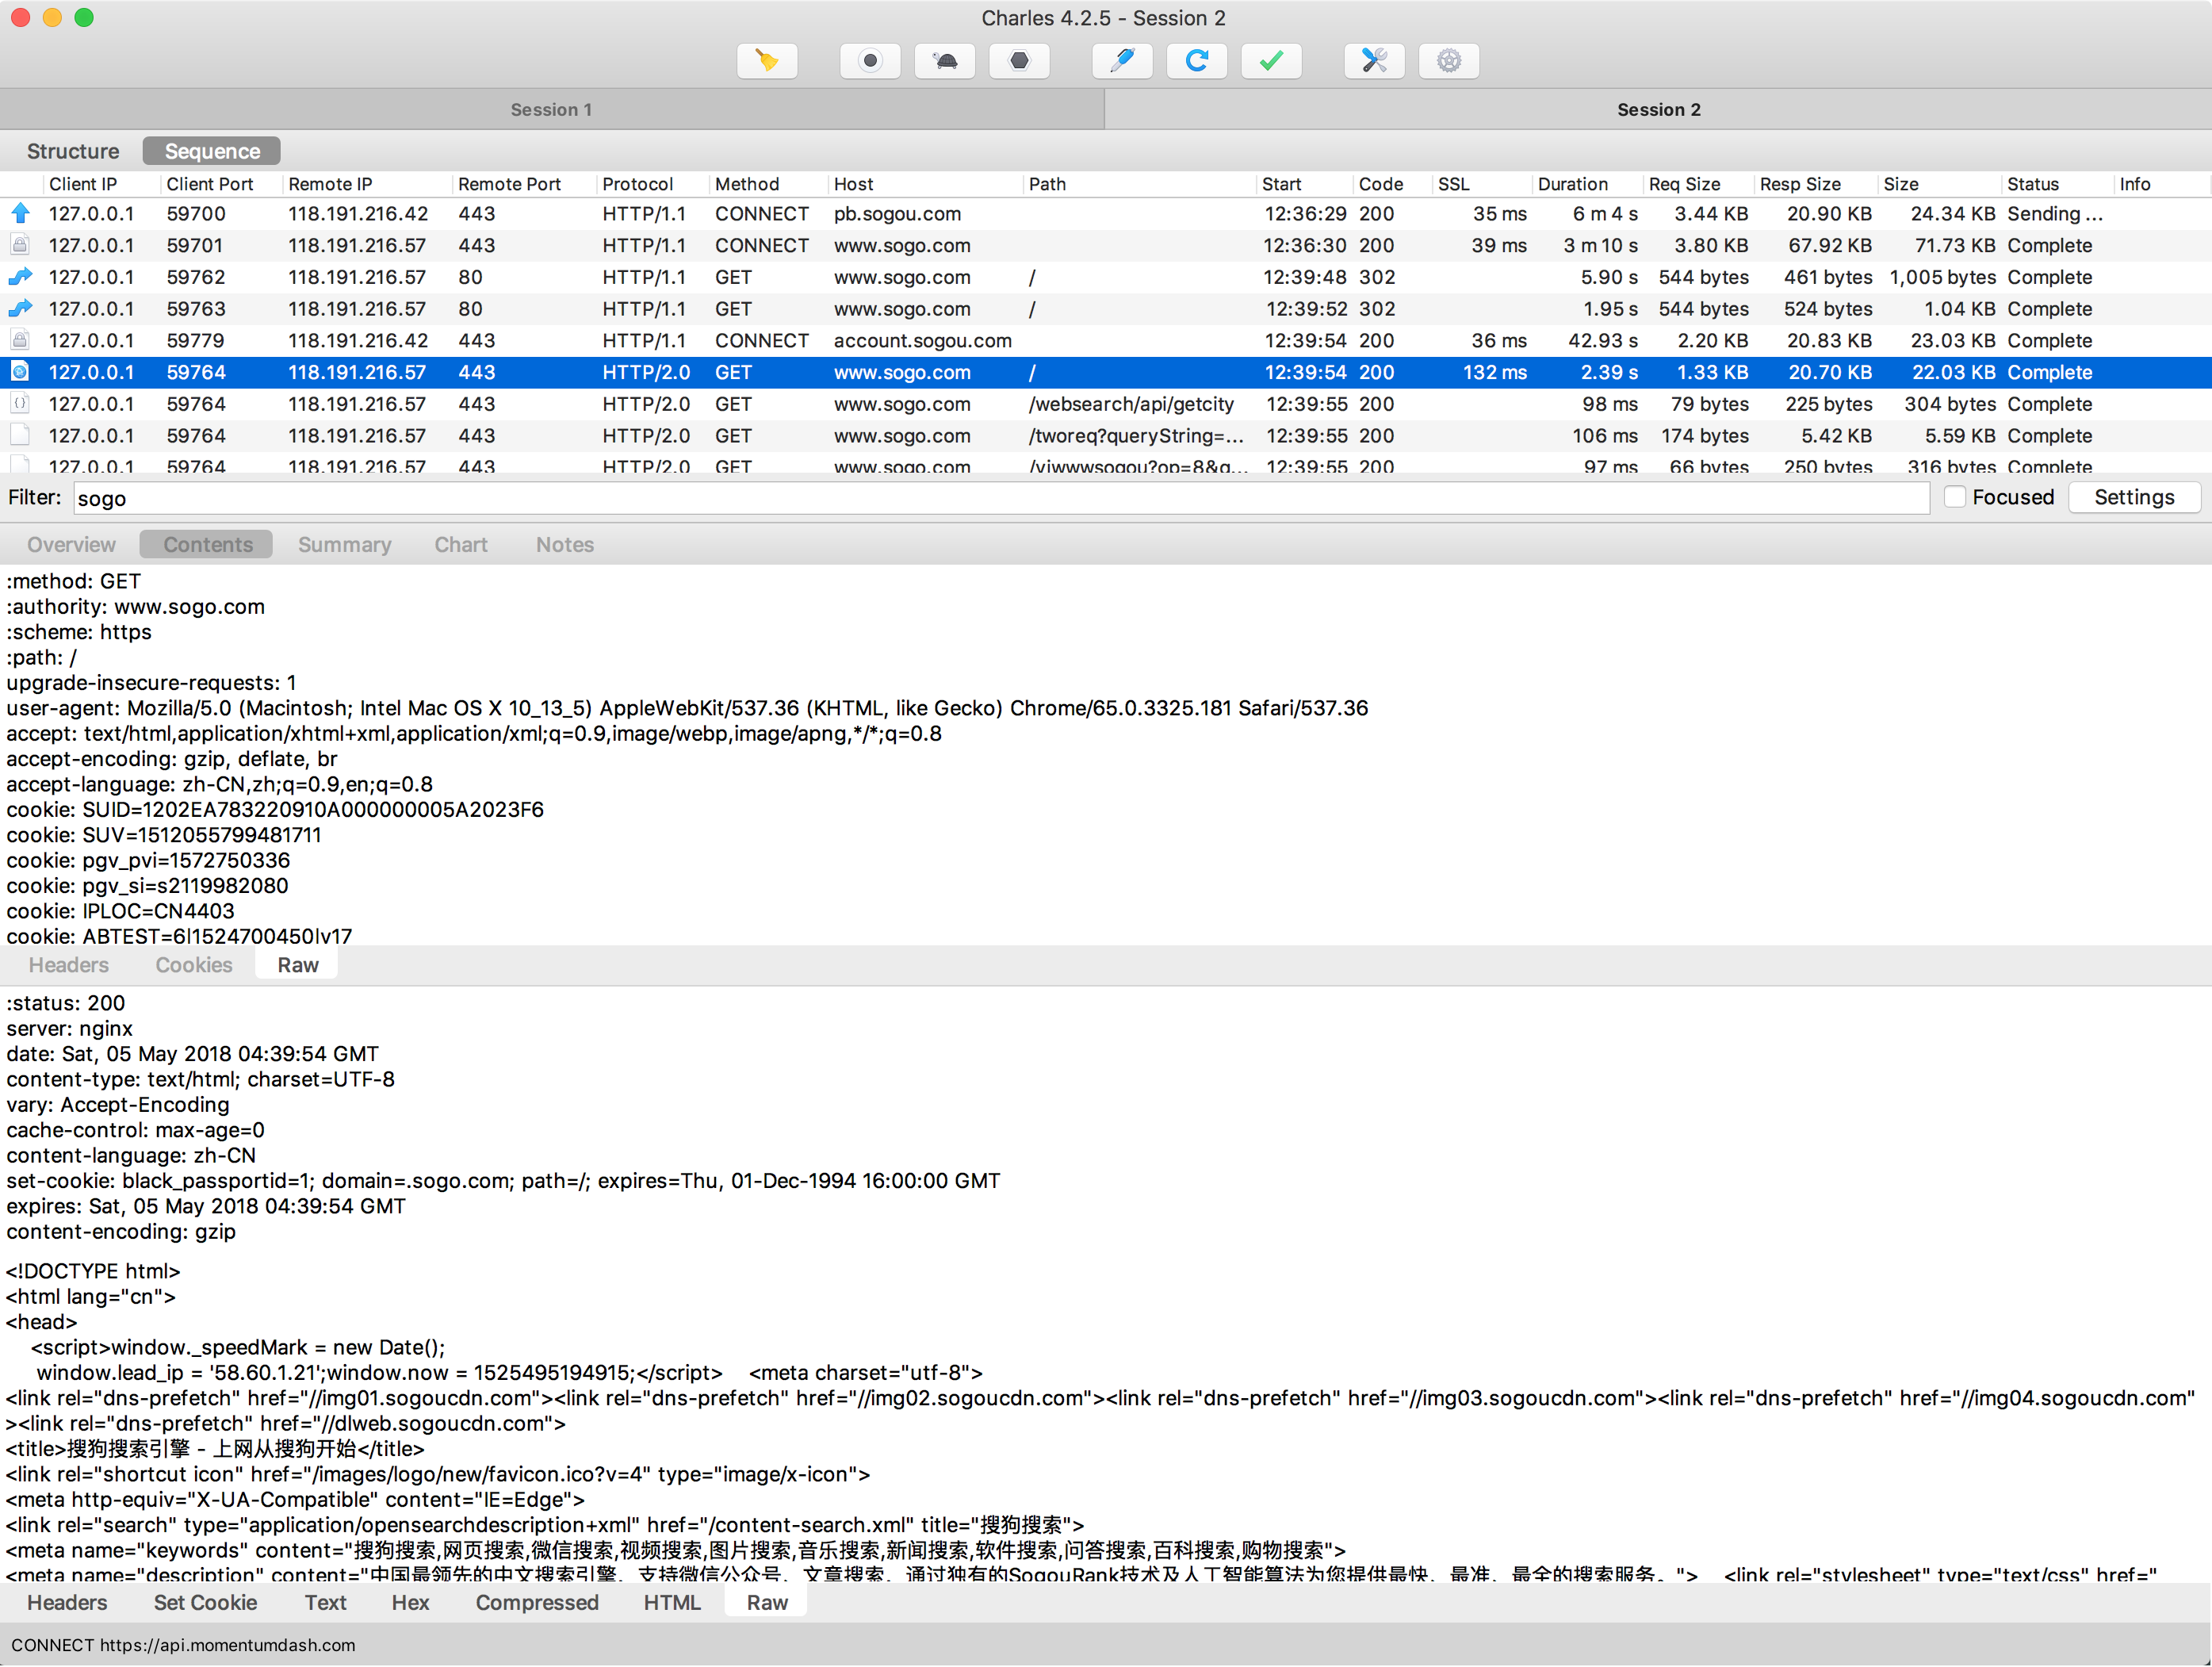 Charles 4.2.5 - Session 2
Session 1 Session 2
Structure Sequence
Client IP Client Port Remote IP Remote Port Protocol Method Host Path Start Code SSL Duration Req Size Resp Size Size Status Info
127.0.0.1 59700 118.191.216.42 443 HTTP/1.1 CONNECT pb.sogou.com 12:36:29 200 35 ms 6 m 4 s 3.44 KB 20.90 KB 24.34 KB Sending ...
127.0.0.1 59701 118.191.216.57 443 HTTP/1.1 CONNECT www.sogo.com 12:36:30 200 39 ms 3 m 10 s 3.80 KB 67.92 KB 71.73 KB Complete
127.0.0.1 59762 118.191.216.57 80 HTTP/1.1 GET www.sogo.com / 12:39:48 302 5.90 s 544 bytes 461 bytes 1,005 bytes Complete
127.0.0.1 59763 118.191.216.57 80 HTTP/1.1 GET www.sogo.com / 12:39:52 302 1.95 s 544 bytes 524 bytes 1.04 KB Complete
127.0.0.1 59779 118.191.216.42 443 HTTP/1.1 CONNECT account.sogou.com 12:39:54 200 36 ms 42.93 s 2.20 KB 20.83 KB 23.03 KB Complete
127.0.0.1 59764 118.191.216.57 443 HTTP/2.0 GET www.sogo.com / 12:39:54 200 132 ms 2.39 s 1.33 KB 20.70 KB 22.03 KB Complete
127.0.0.1 59764 118.191.216.57 443 HTTP/2.0 GET www.sogo.com /websearch/api/getcity 12:39:55 200 98 ms 79 bytes 225 bytes 304 bytes Complete
127.0.0.1 59764 118.191.216.57 443 HTTP/2.0 GET www.sogo.com /tworeq?queryString=... 12:39:55 200 106 ms 174 bytes 5.42 KB 5.59 KB Complete
127.0.0.1 59764 118.191.216.57 443 HTTP/2.0 GET www.sogo.com /yjwwwsogou?op=8&q... 12:39:55 200 97 ms 66 bytes 250 bytes 316 bytes Complete
Filter: sogo Focused Settings
Overview Contents Summary Chart Notes
:method: GET
:authority: www.sogo.com
:scheme: https
:path: /
upgrade-insecure-requests: 1
user-agent: Mozilla/5.0 (Macintosh; Intel Mac OS X 10_13_5) AppleWebKit/537.36 (KHTML, like Gecko) Chrome/65.0.3325.181 Safari/537.36
accept: text/html,application/xhtml+xml,application/xml;q=0.9,image/webp,image/apng,*/*;q=0.8
accept-encoding: gzip, deflate, br
accept-language: zh-CN,zh;q=0.9,en;q=0.8
cookie: SUID=1202EA783220910A000000005A2023F6
cookie: SUV=1512055799481711
cookie: pgv_pvi=1572750336
cookie: pgv_si=s2119982080
cookie: IPLOC=CN4403
cookie: ABTEST=6|1524700450|v17
Headers Cookies Raw
:status: 200
server: nginx
date: Sat, 05 May 2018 04:39:54 GMT
content-type: text/html; charset=UTF-8
vary: Accept-Encoding
cache-control: max-age=0
content-language: zh-CN
set-cookie: black_passportid=1; domain=.sogo.com; path=/; expires=Thu, 01-Dec-1994 16:00:00 GMT
expires: Sat, 05 May 2018 04:39:54 GMT
content-encoding: gzip
<!DOCTYPE html>
<html lang="cn">
<head>
<script>window._speedMark = new Date();
window.lead_ip = '58.60.1.21';window.now = 1525495194915;</script> <meta charset="utf-8">
<link rel="dns-prefetch" href="//img01.sogoucdn.com"><link rel="dns-prefetch" href="//img02.sogoucdn.com"><link rel="dns-prefetch" href="//img03.sogoucdn.com"><link rel="dns-prefetch" href="//img04.sogoucdn.com"
><link rel="dns-prefetch" href="//dlweb.sogoucdn.com">
<title>搜狗搜索引擎 - 上网从搜狗开始</title>
<link rel="shortcut icon" href="/images/logo/new/favicon.ico?v=4" type="image/x-icon">
<meta http-equiv="X-UA-Compatible" content="IE=Edge">
<link rel="search" type="application/opensearchdescription+xml" href="/content-search.xml" title="搜狗搜索">
<meta name="keywords" content="搜狗搜索,网页搜索,微信搜索,视频搜索,图片搜索,音乐搜索,新闻搜索,软件搜索,问答搜索,百科搜索,购物搜索">
<meta name="description" content="中国最领先的中文搜索引擎，支持微信公众号、文章搜索，通过独有的SogouRank技术及人工智能算法为您提供最快、最准、最全的搜索服务。"> <link rel="stylesheet" type="text/css" href="
Headers Set Cookie Text Hex Compressed HTML Raw
CONNECT https://api.momentumdash.com